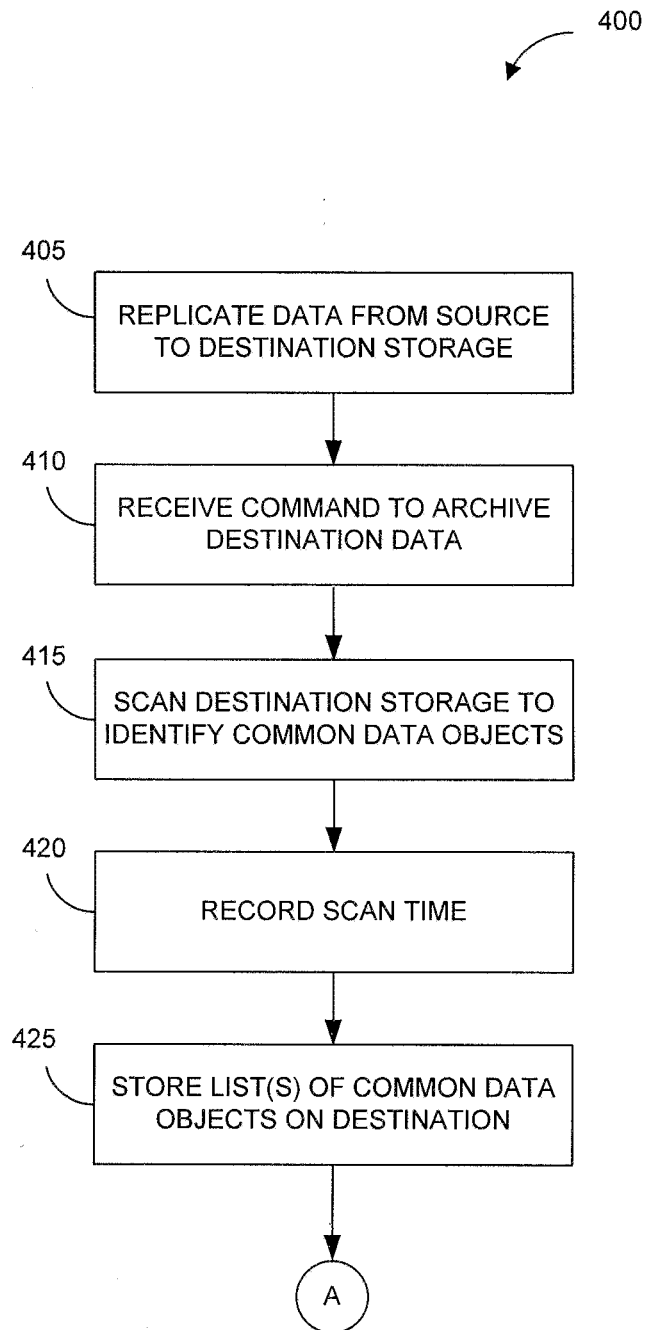 400
405
REPLICATE DATA FROM SOURCE
TO DESTINATION STORAGE
410
RECEIVE COMMAND TO ARCHIVE
DESTINATION DATA
415
SCAN DESTINATION STORAGE TO
IDENTIFY COMMON DATA OBJECTS
420
RECORD SCAN TIME
425
STORE LIST(S) OF COMMON DATA
OBJECTS ON DESTINATION
A